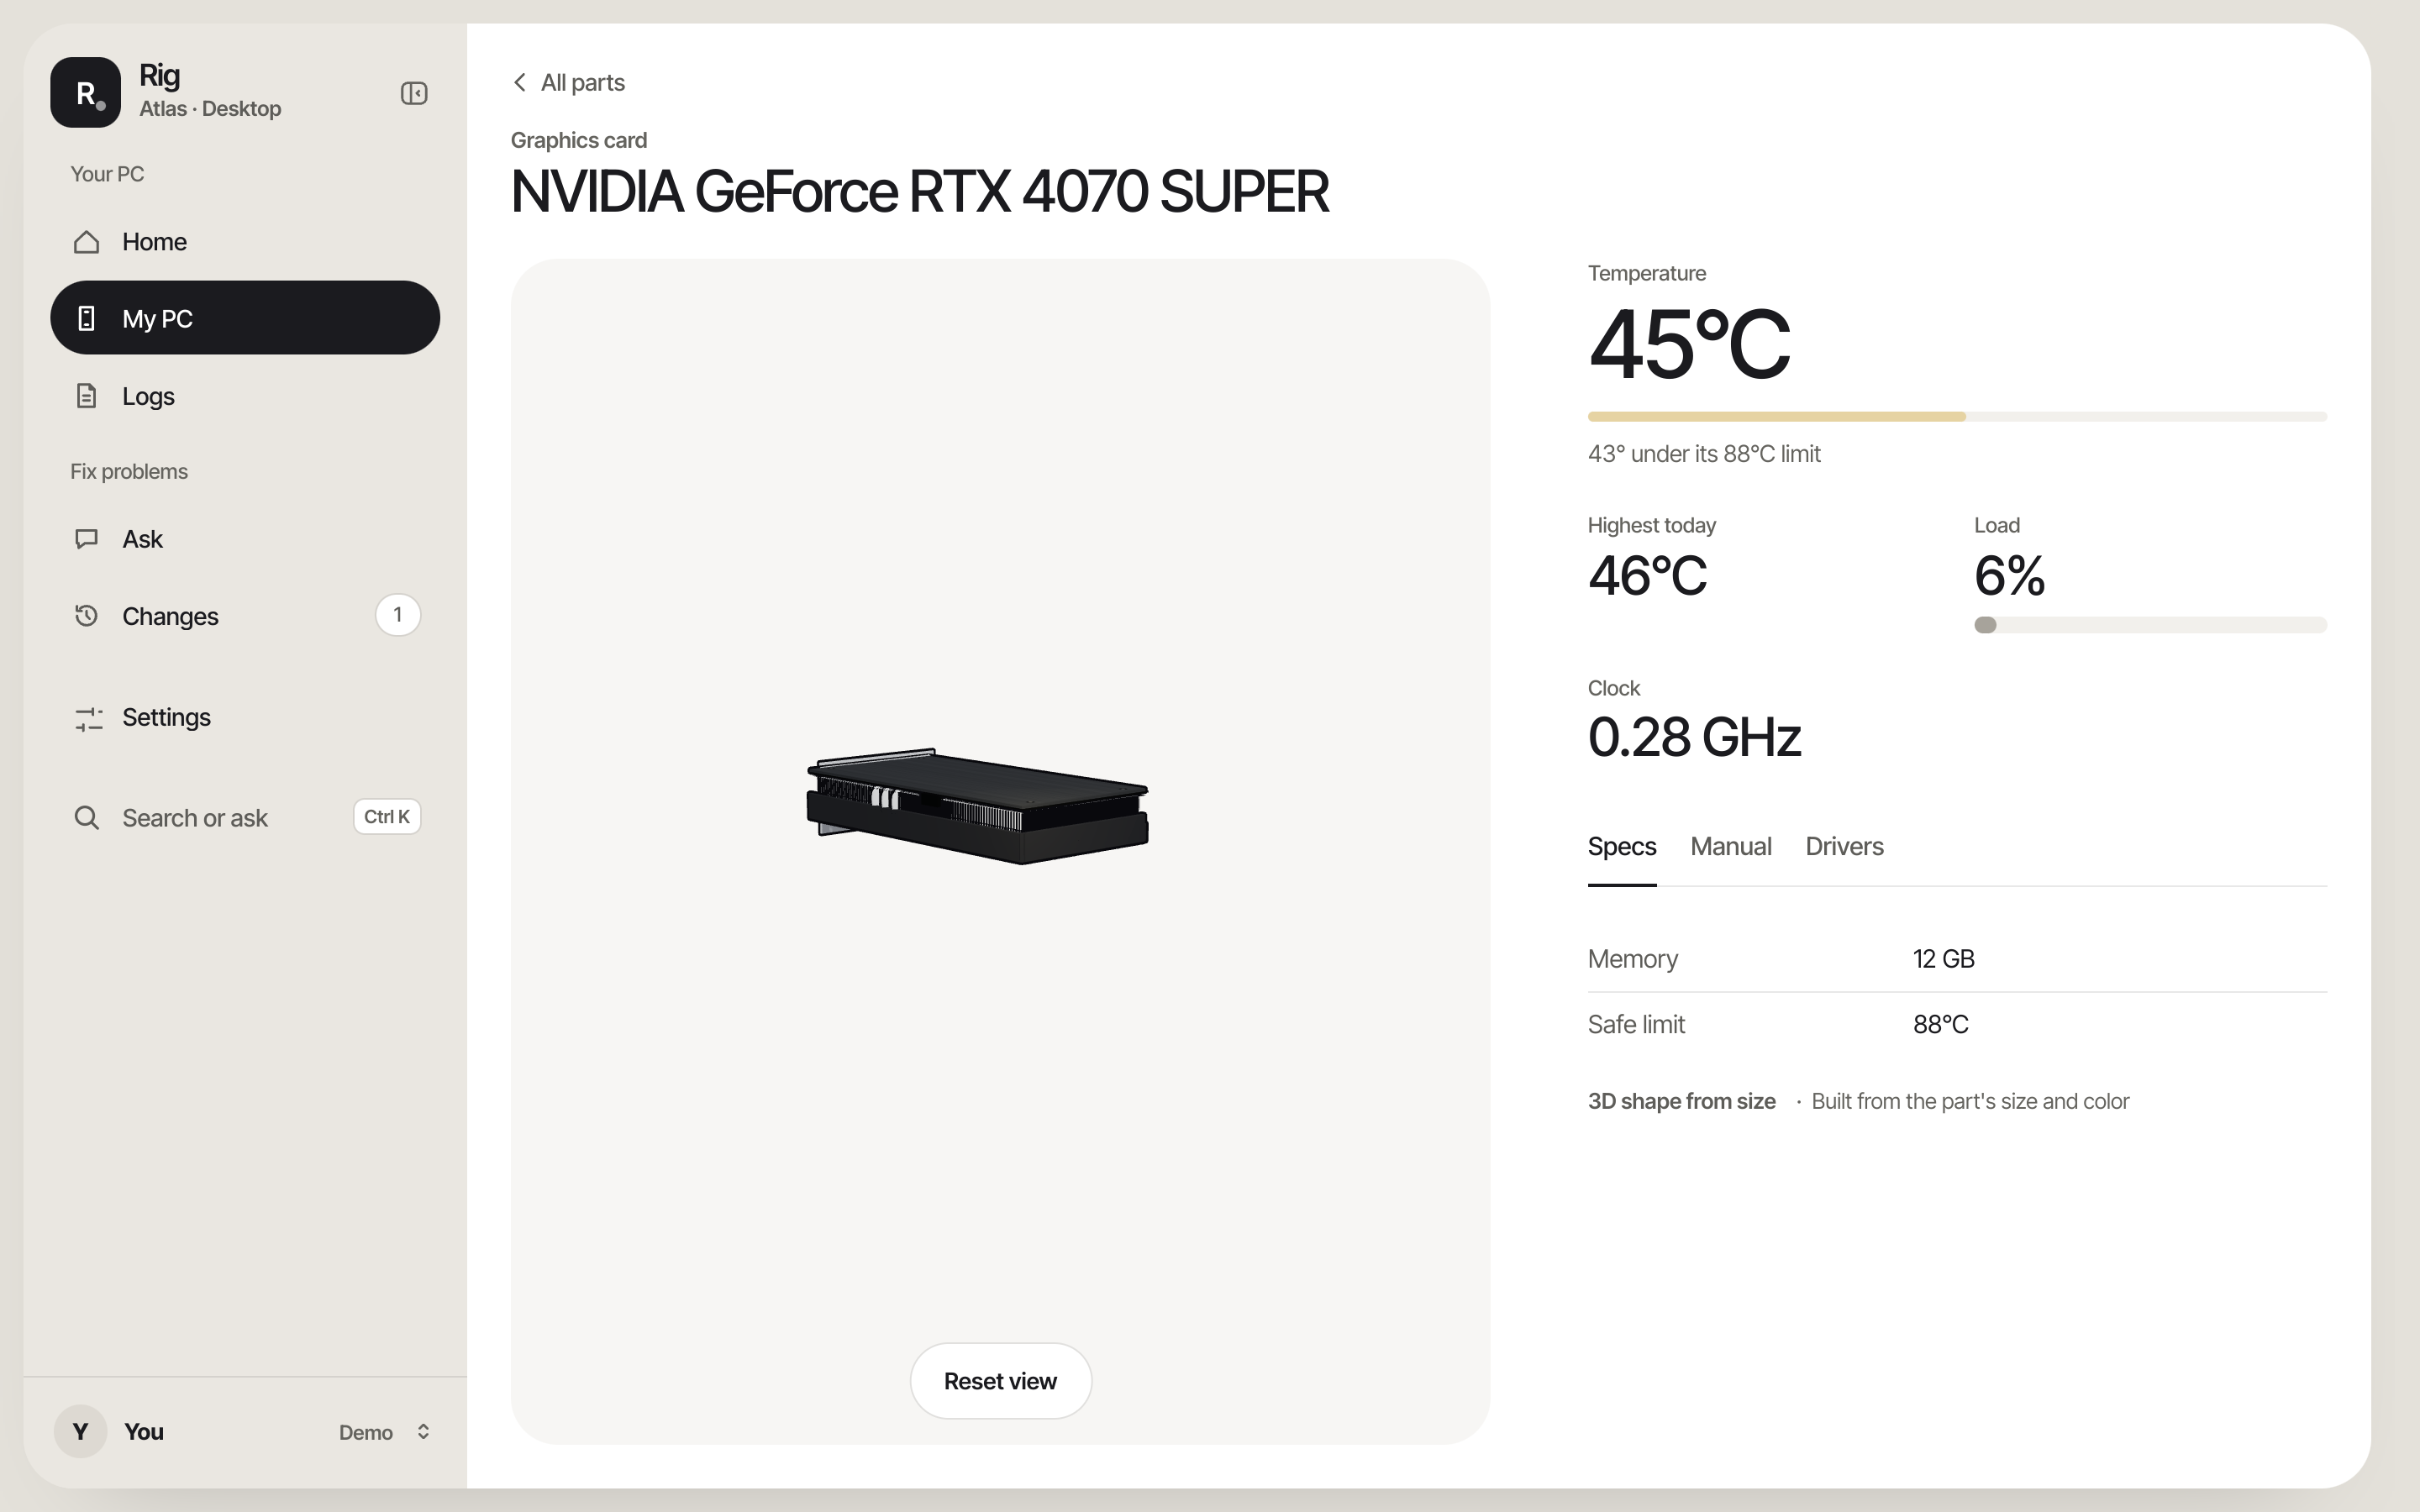 R.
Rig
Atlas · Desktop
Your PC
Home
My PC
Logs
Fix problems
Ask
Changes 1
Settings
Search or ask Ctrl K
Y You Demo
All parts
Graphics card
NVIDIA GeForce RTX 4070 SUPER
Reset view
Temperature
45°C
43° under its 88°C limit
Highest today
46°C
Load
6%
Clock
0.28 GHz
Specs Manual Drivers
Memory 12 GB
Safe limit 88°C
3D shape from size · Built from the part's size and color